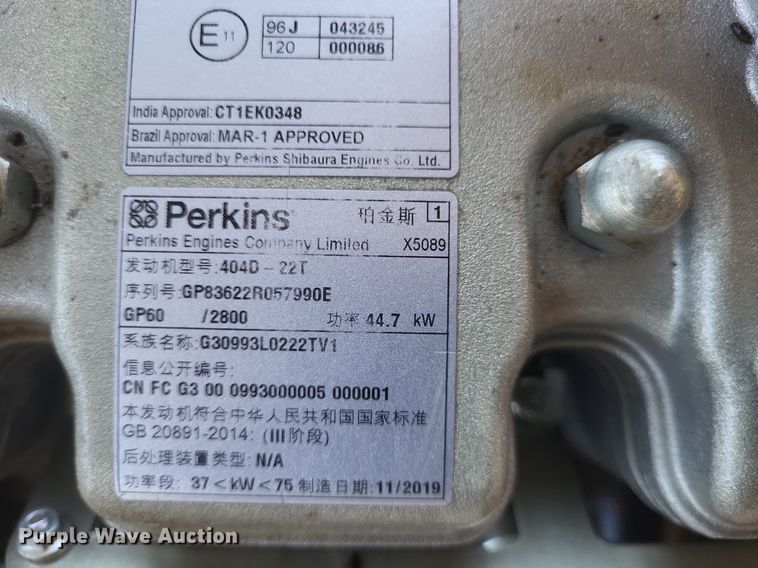 E 11
96 J 043245
120 000086
India Approval: CT1EK0348
Brazil Approval: MAR-1 APPROVED
Manufactured by Perkins Shibaura Engines Co. Ltd.
Perkins 珀金斯 1
Perkins Engines Company Limited X5089
发动机型号: 404D - 22T
序列号: GP83622R057990E
GP60 /2800 功率 44.7 kW
系族名称: G30993L0222TV1
信息公开编号:
CN FC G3 00 0993000005 000001
本发动机符合中华人民共和国国家标准
GB 20891-2014: (III阶段)
后处理装置类型: N/A
功率段: 37 < kW < 75 制造日期: 11/2019
Purple Wave Auction